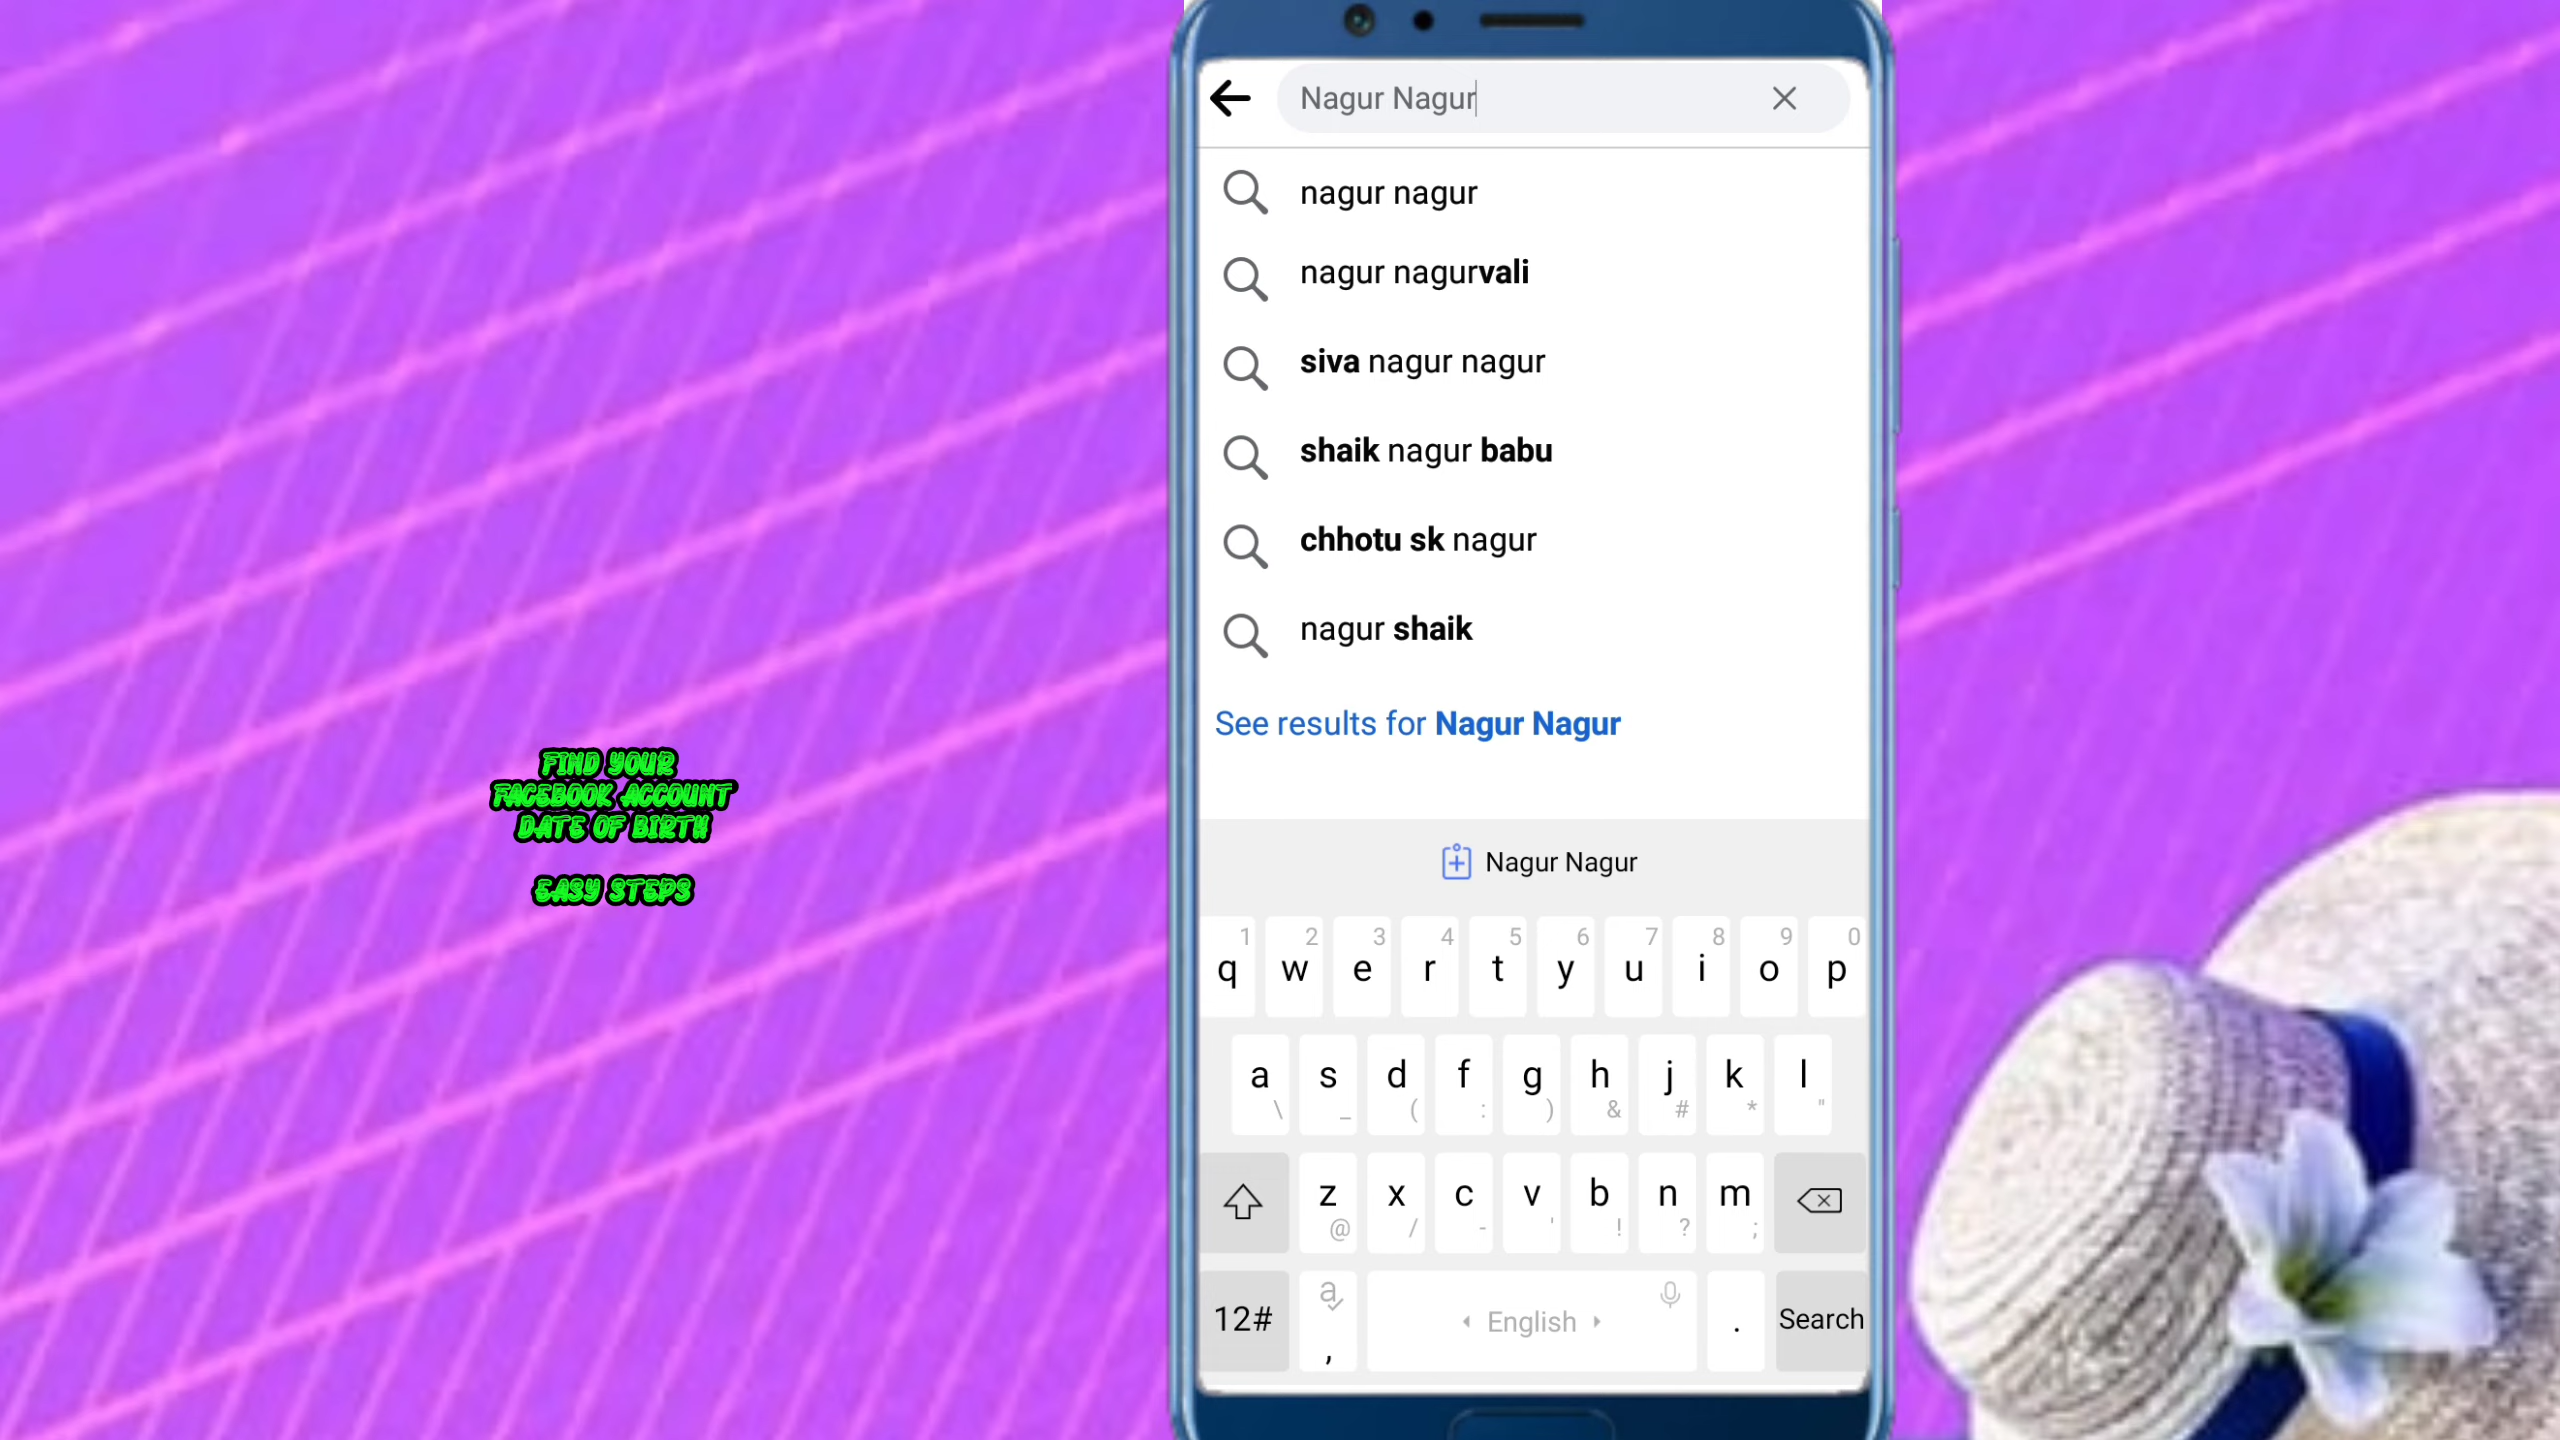 FIND YOUR
FACEBOOK ACCOUNT
DATE OF BIRTH
EASY STEPS
Nagur Nagur
nagur nagur
nagur nagurvali
siva nagur nagur
shaik nagur babu
chhotu sk nagur
nagur shaik
See results for Nagur Nagur
Nagur Nagur
1 2 3 4 5 6 7 8 9 0
q w e r t y u i o p
a s d f g h j k l
\ _ ( : ) & # * "
z x c v b n m
@ / - ' ! ? ;
12# a , English . Search